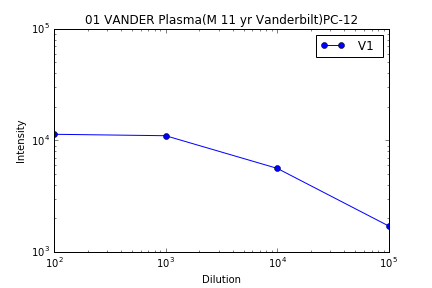 01 VANDER Plasma(M 11 yr Vanderbilt)PC-12
V1
Intensity
10^5
10^4
10^3
10^2 10^3 10^4 10^5
Dilution